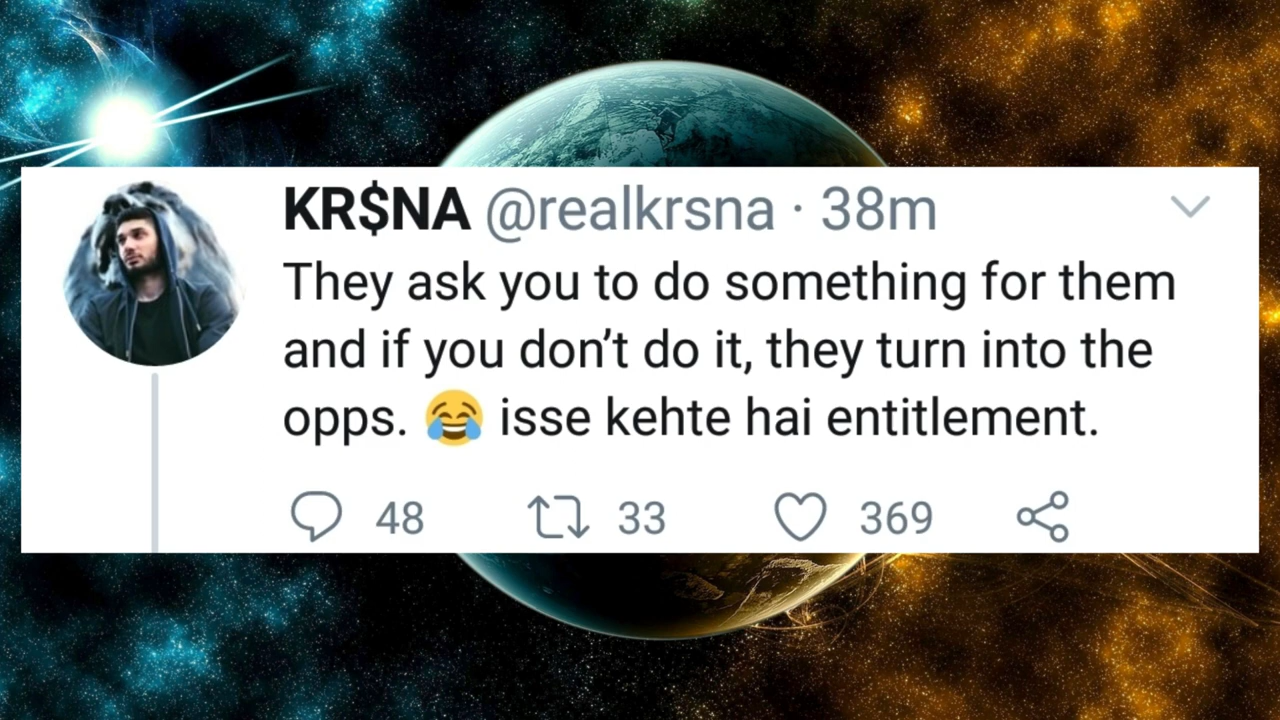 KR$NA @realkrsna · 38m
They ask you to do something for them
and if you don’t do it, they turn into the
opps. 😂 isse kehte hai entitlement.
48 33 369